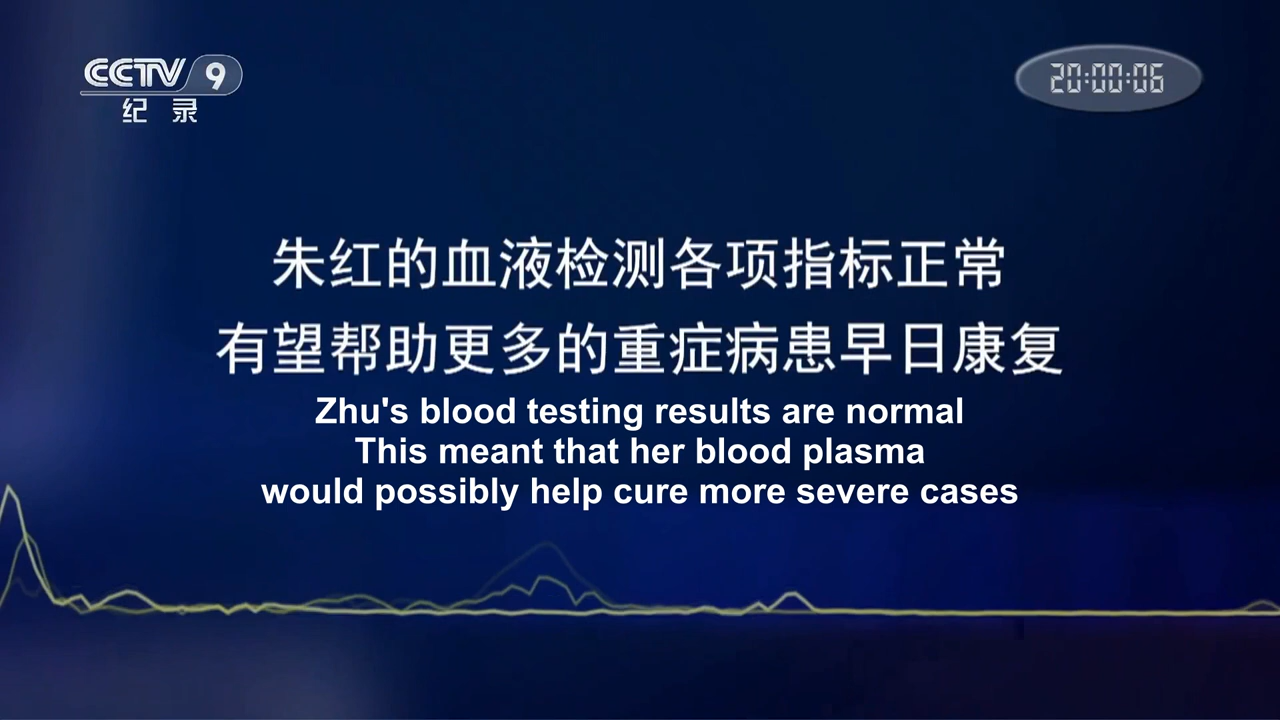 CCTV 9
纪录
20:00:06
朱红的血液检测各项指标正常
有望帮助更多的重症病患早日康复
Zhu's blood testing results are normal
This meant that her blood plasma
would possibly help cure more severe cases